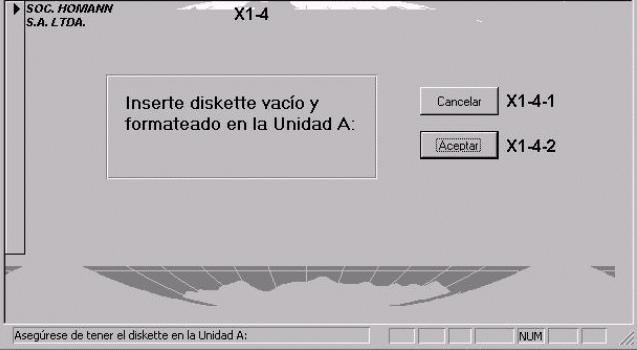 SOC. HOMANN
S.A. LTDA.
X1-4
Inserte diskette vacío y
formateado en la Unidad A:
Cancelar X1-4-1
Aceptar X1-4-2
Asegúrese de tener el diskette en la Unidad A:
NUM